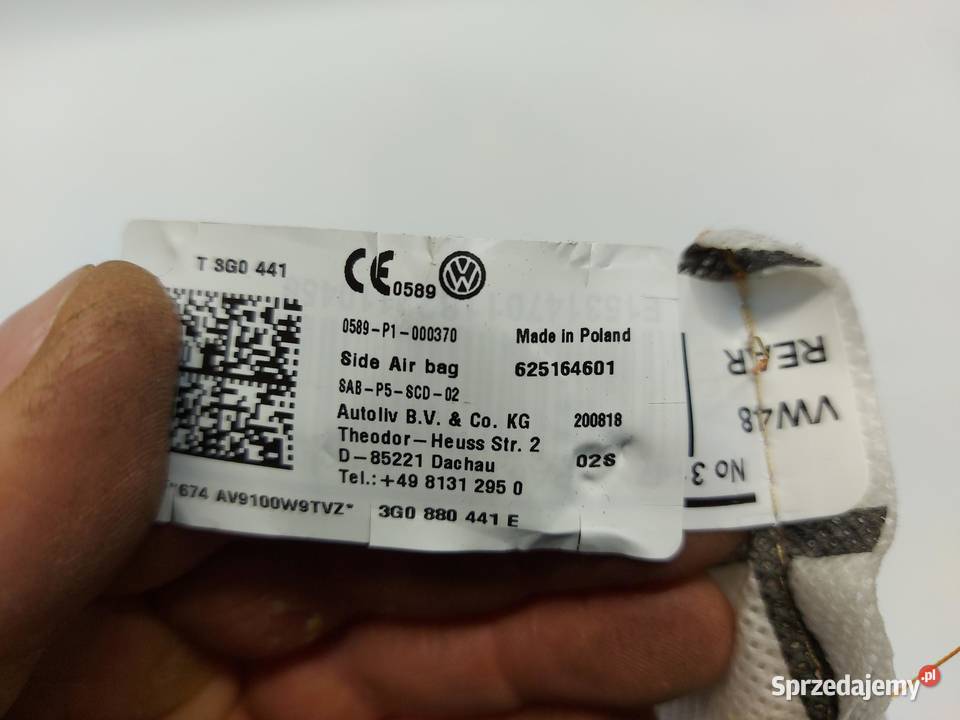 T 3G0 441
CE 0589
0589-P1-000370
Made in Poland
Side Air bag
625164601
SAB-P5-SCD-02
Autoliv B.V. & Co. KG
200818
Theodor-Heuss Str. 2
D-85221 Dachau
02S
Tel.:+49 8131 295 0
*674 AV9100W9TVZ*
3G0 880 441 E
REAR
VW48
No 3
Sprzedajemy.pl